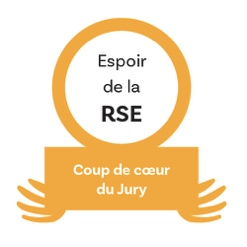 Espoir
de la
RSE
Coup de cœur
du Jury